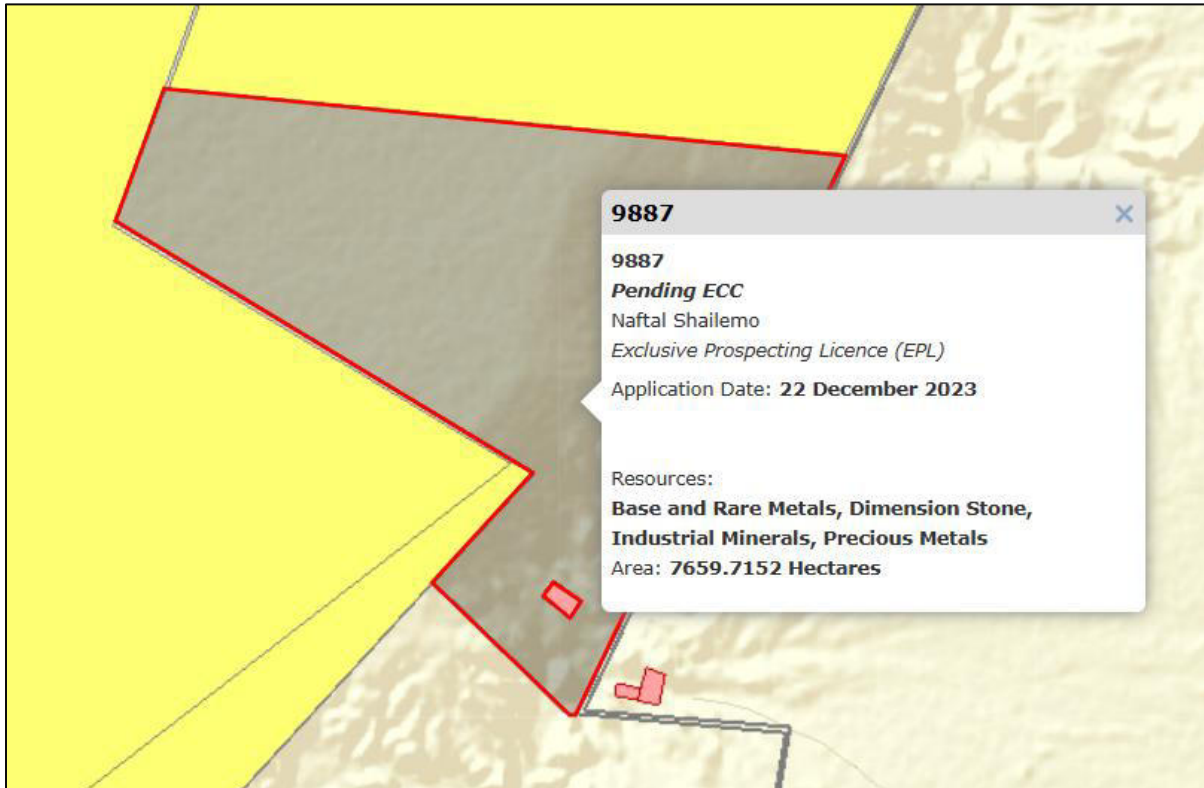 9887
9887
Pending ECC
Naftal Shailemo
Exclusive Prospecting Licence (EPL)
Application Date: 22 December 2023
Resources:
Base and Rare Metals, Dimension Stone,
Industrial Minerals, Precious Metals
Area: 7659.7152 Hectares